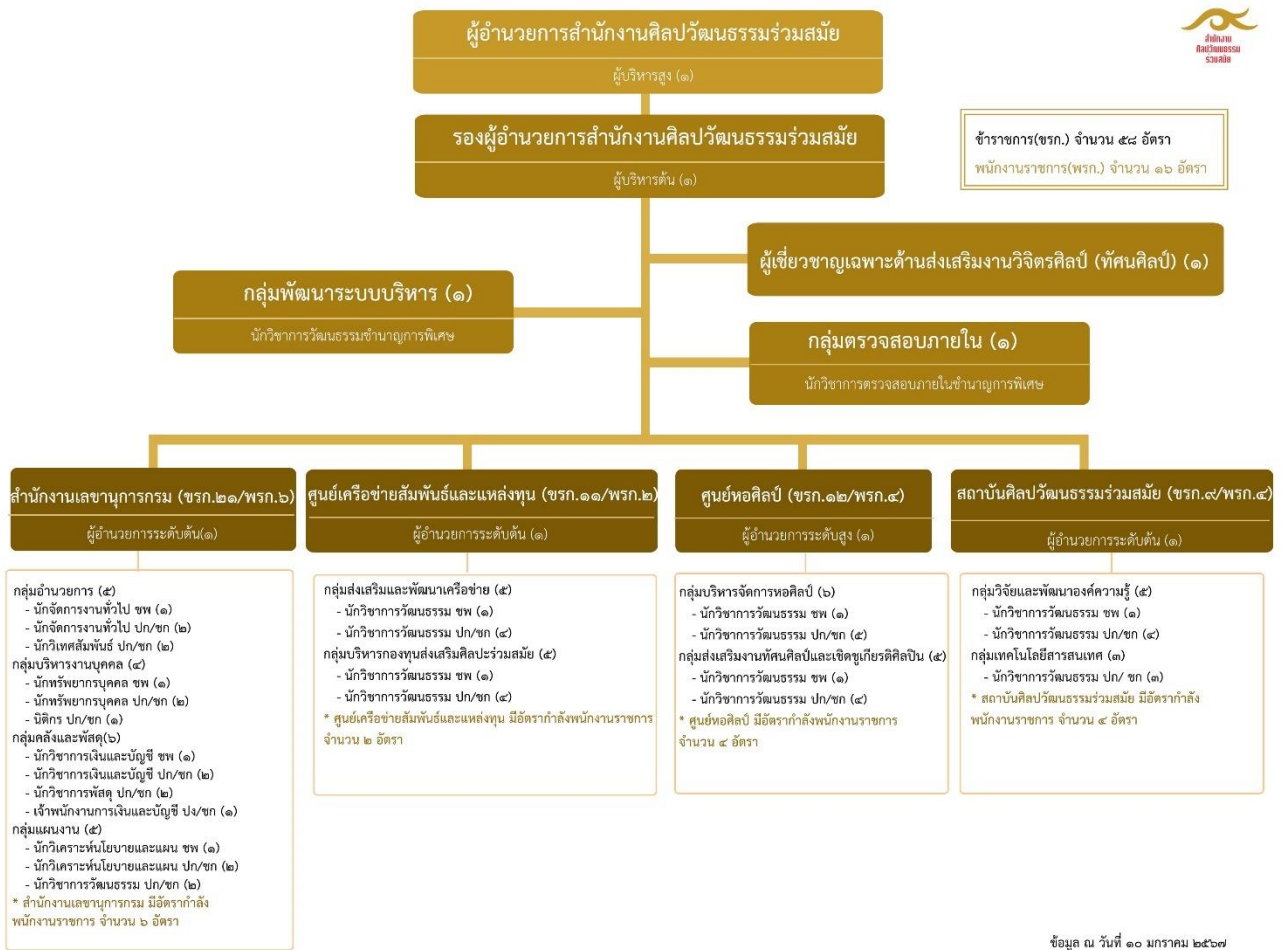 ผู้อำนวยการสำนักงานศิลปวัฒนธรรมร่วมสมัย
ผู้บริหารสูง (๑)
สำนักงาน
ศิลปวัฒนธรรม
ร่วมสมัย
รองผู้อำนวยการสำนักงานศิลปวัฒนธรรมร่วมสมัย
ผู้บริหารต้น (๑)
ข้าราชการ(ขรก.) จำนวน ๕๘ อัตรา
พนักงานราชการ(พรก.) จำนวน ๑๖ อัตรา
ผู้เชี่ยวชาญเฉพาะด้านส่งเสริมงานวิจิตรศิลป์ (ทัศนศิลป์) (๑)
กลุ่มพัฒนาระบบบริหาร (๑)
นักวิชาการวัฒนธรรมชำนาญการพิเศษ
กลุ่มตรวจสอบภายใน (๑)
นักวิชาการตรวจสอบภายในชำนาญการพิเศษ
สำนักงานเลขานุการกรม (ขรก.๒๑/พรก.๖)
ผู้อำนวยการระดับต้น(๑)
กลุ่มอำนวยการ (๕)
- นักจัดการงานทั่วไป ชพ (๑)
- นักจัดการงานทั่วไป ปก/ชก (๒)
- นักวิเทศสัมพันธ์ ปก/ชก (๒)
กลุ่มบริหารงานบุคคล (๔)
- นักทรัพยากรบุคคล ชพ (๑)
- นักทรัพยากรบุคคล ปก/ชก (๒)
- นิติกร ปก/ชก (๑)
กลุ่มคลังและพัสดุ(๖)
- นักวิชาการเงินและบัญชี ชพ (๑)
- นักวิชาการเงินและบัญชี ปก/ชก (๒)
- นักวิชาการพัสดุ ปก/ชก (๒)
- เจ้าพนักงานการเงินและบัญชี ปง/ชก (๑)
กลุ่มแผนงาน (๕)
- นักวิเคราะห์นโยบายและแผน ชพ (๑)
- นักวิเคราะห์นโยบายและแผน ปก/ชก (๒)
- นักวิชาการวัฒนธรรม ปก/ชก (๒)
* สำนักงานเลขานุการกรม มีอัตรากำลัง
พนักงานราชการ จำนวน ๖ อัตรา
ศูนย์เครือข่ายสัมพันธ์และแหล่งทุน (ขรก.๑๑/พรก.๒)
ผู้อำนวยการระดับต้น (๑)
กลุ่มส่งเสริมและพัฒนาเครือข่าย (๕)
- นักวิชาการวัฒนธรรม ชพ (๑)
- นักวิชาการวัฒนธรรม ปก/ชก (๔)
กลุ่มบริหารกองทุนส่งเสริมศิลปะร่วมสมัย (๕)
- นักวิชาการวัฒนธรรม ชพ (๑)
- นักวิชาการวัฒนธรรม ปก/ชก (๔)
* ศูนย์เครือข่ายสัมพันธ์และแหล่งทุน มีอัตรากำลังพนักงานราชการ
จำนวน ๒ อัตรา
ศูนย์หอศิลป์ (ขรก.๑๒/พรก.๔)
ผู้อำนวยการระดับสูง (๑)
กลุ่มบริหารจัดการหอศิลป์ (๖)
- นักวิชาการวัฒนธรรม ชพ (๑)
- นักวิชาการวัฒนธรรม ปก/ชก (๕)
กลุ่มส่งเสริมงานทัศนศิลป์และเชิดชูเกียรติศิลปิน (๕)
- นักวิชาการวัฒนธรรม ชพ (๑)
- นักวิชาการวัฒนธรรม ปก/ชก (๔)
* ศูนย์หอศิลป์ มีอัตรากำลังพนักงานราชการ
จำนวน ๔ อัตรา
สถาบันศิลปวัฒนธรรมร่วมสมัย (ขรก.๙/พรก.๔)
ผู้อำนวยการระดับต้น (๑)
กลุ่มวิจัยและพัฒนาองค์ความรู้ (๕)
- นักวิชาการวัฒนธรรม ชพ (๑)
- นักวิชาการวัฒนธรรม ปก/ชก (๔)
กลุ่มเทคโนโลยีสารสนเทศ (๓)
- นักวิชาการวัฒนธรรม ปก/ ชก (๓)
* สถาบันศิลปวัฒนธรรมร่วมสมัย มีอัตรากำลัง
พนักงานราชการ จำนวน ๔ อัตรา
ข้อมูล ณ วันที่ ๑๐ มกราคม ๒๕๖๗